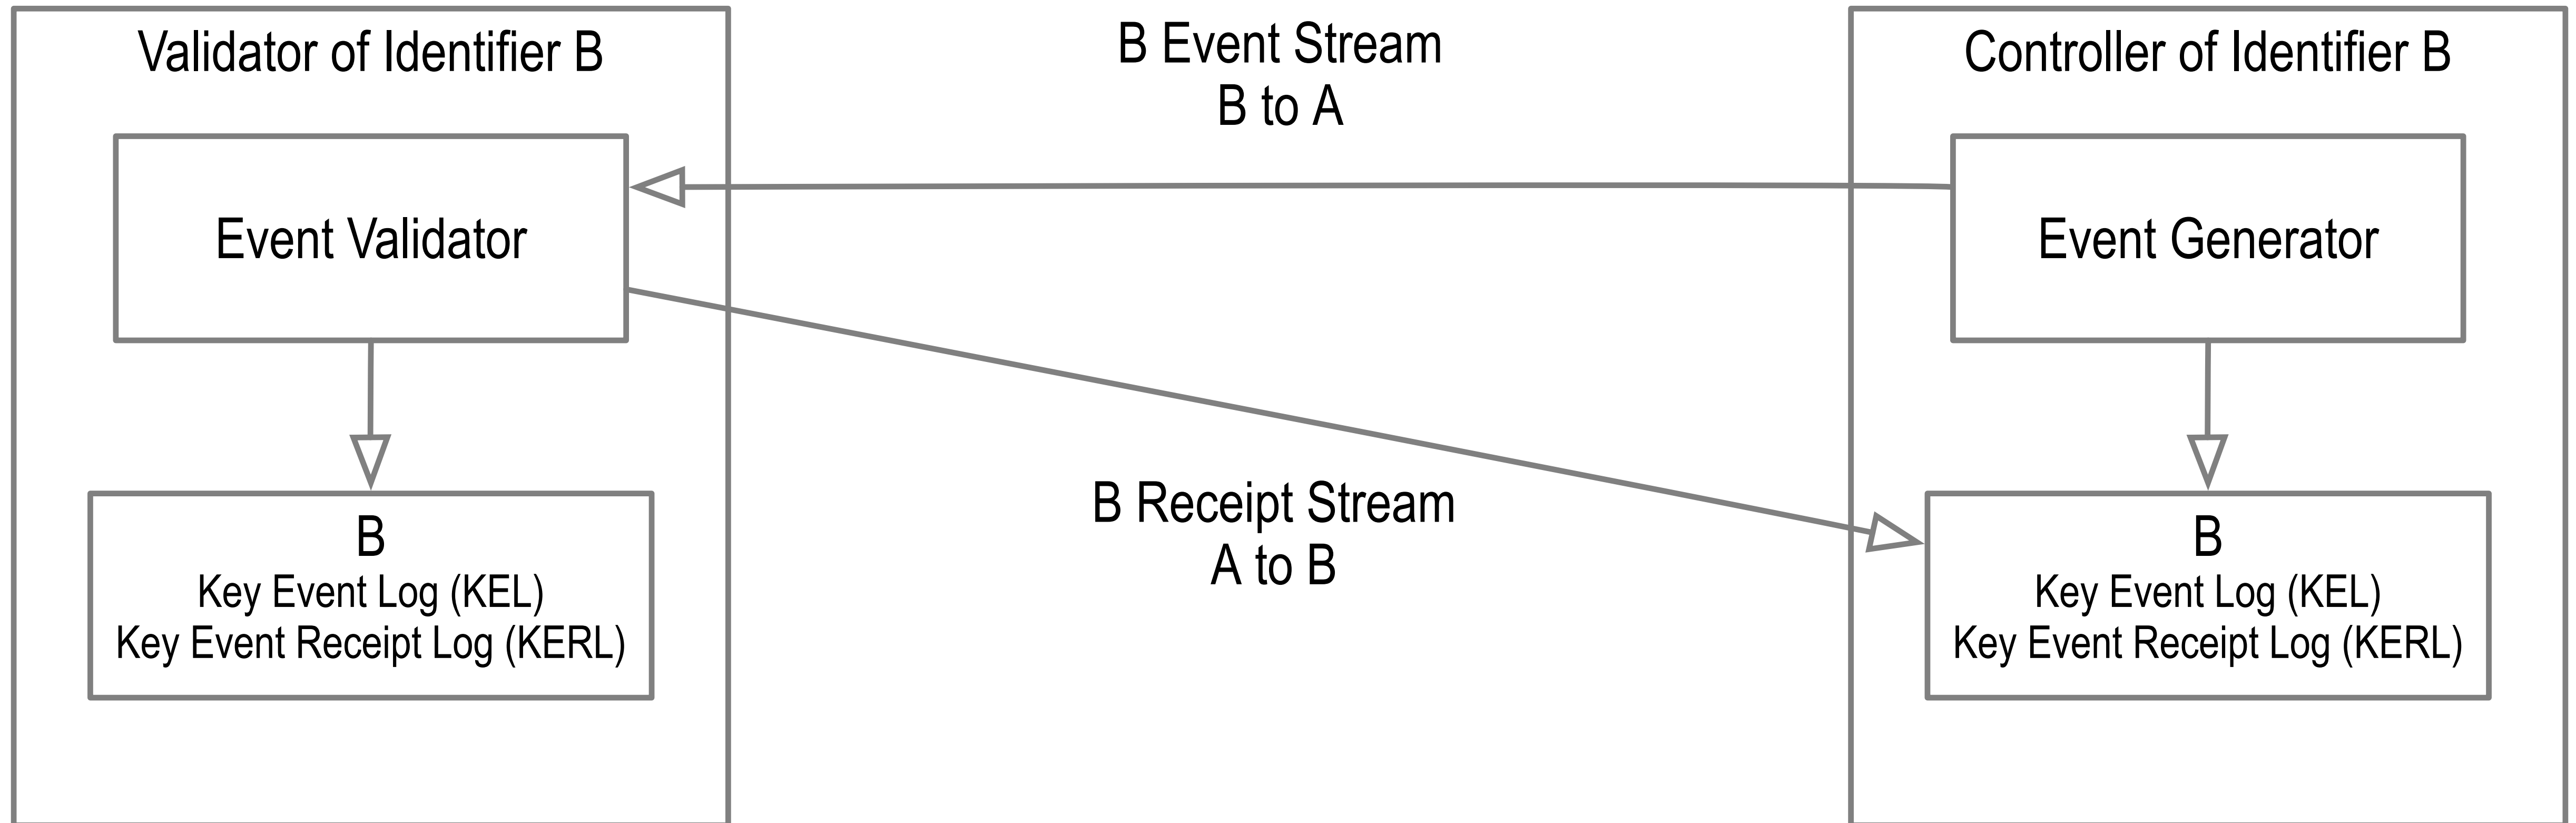 Validator of Identifier B
Event Validator
B
Key Event Log (KEL)
Key Event Receipt Log (KERL)
B Event Stream
B to A
B Receipt Stream
A to B
Controller of Identifier B
Event Generator
B
Key Event Log (KEL)
Key Event Receipt Log (KERL)